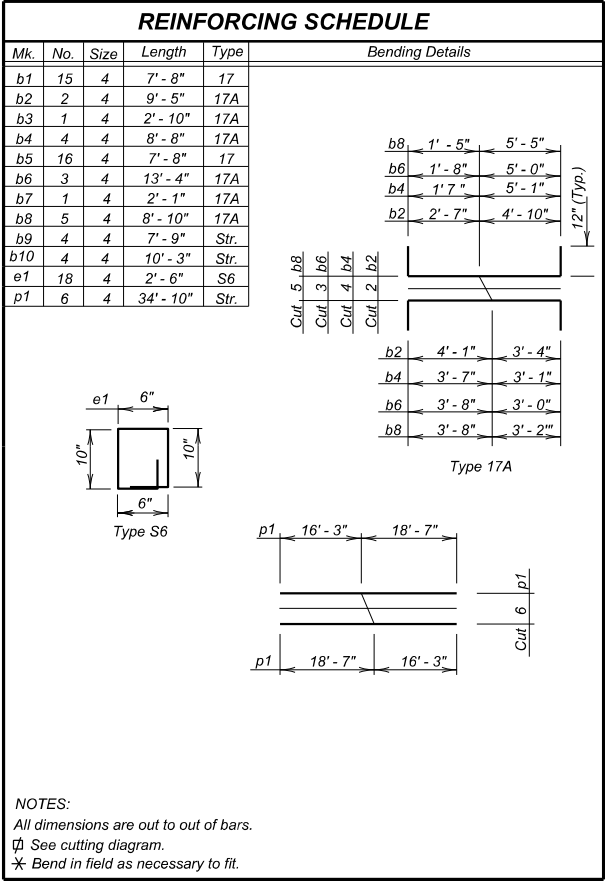 REINFORCING SCHEDULE
Mk. No. Size Length Type Bending Details
b1 15 4 7' - 8" 17
b2 2 4 9' - 5" 17A
b3 1 4 2' - 10" 17A
b4 4 4 8' - 8" 17A
b5 16 4 7' - 8" 17
b6 3 4 13' - 4" 17A
b7 1 4 2' - 1" 17A
b8 5 4 8' - 10" 17A
b9 4 4 7' - 9" Str.
b10 4 4 10' - 3" Str.
e1 18 4 2' - 6" S6
p1 6 4 34' - 10" Str.
b8 1' - 5" 5' - 5"
b6 1' - 8" 5' - 0"
b4 1' 7 " 5' - 1"
b2 2' - 7" 4' - 10"
12" (Typ.)
Cut 5 b8
Cut 3 b6
Cut 4 b4
Cut 2 b2
b2 4' - 1" 3' - 4"
b4 3' - 7" 3' - 1"
b6 3' - 8" 3' - 0"
b8 3' - 8" 3' - 2'"
Type 17A
e1 6"
10"
10"
6"
Type S6
p1 16' - 3" 18' - 7"
Cut 6 p1
p1 18' - 7" 16' - 3"
NOTES:
All dimensions are out to out of bars.
See cutting diagram.
Bend in field as necessary to fit.